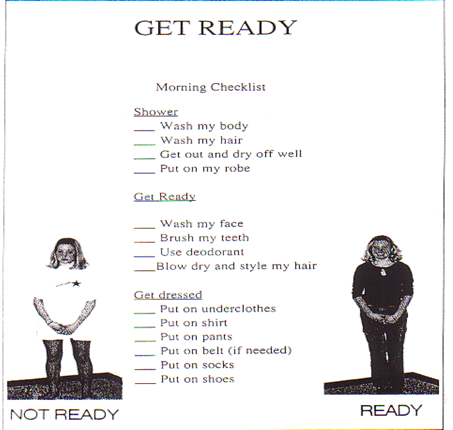 GET READY
Morning Checklist
Shower
___ Wash my body
___ Wash my hair
___ Get out and dry off well
___ Put on my robe
Get Ready
___ Wash my face
___ Brush my teeth
___ Use deodorant
___Blow dry and style my hair
Get dressed
___ Put on underclothes
___ Put on shirt
___ Put on pants
___ Put on belt (if needed)
___ Put on socks
___ Put on shoes
NOT READY
READY